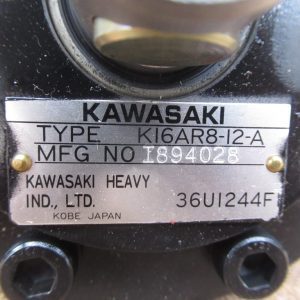 KAWASAKI
TYPE K16AR8-12-A
MFG NO I894028
KAWASAKI HEAVY
IND., LTD. 36U1244F
KOBE JAPAN